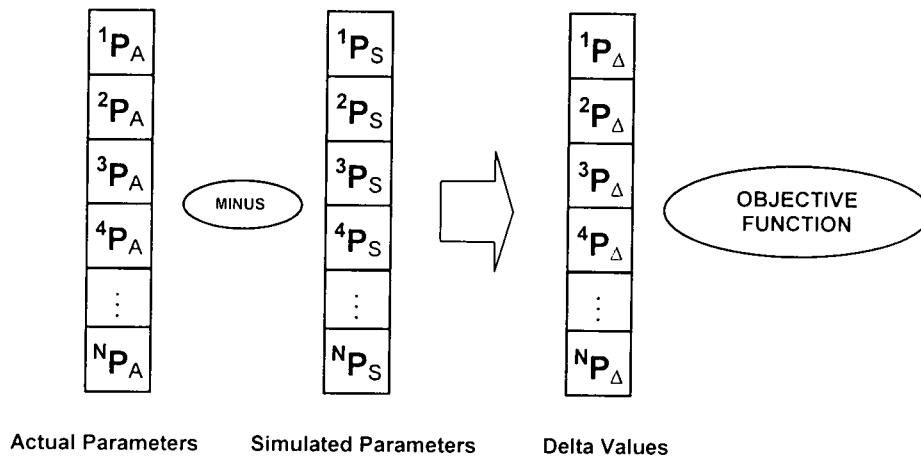 ¹P_A
²P_A
³P_A
⁴P_A
⋮
ᴺP_A
MINUS
¹P_S
²P_S
³P_S
⁴P_S
⋮
ᴺP_S
¹P_Δ
²P_Δ
³P_Δ
⁴P_Δ
⋮
ᴺP_Δ
OBJECTIVE
FUNCTION
Actual Parameters
Simulated Parameters
Delta Values